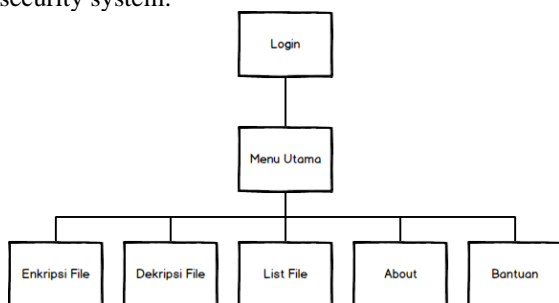 security system.
Login
Menu Utama
Enkripsi File
Dekripsi File
List File
About
Bantuan